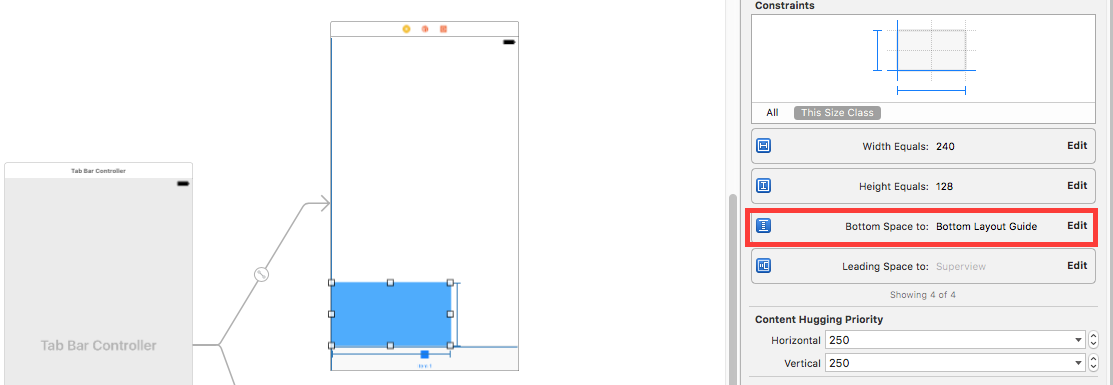 Constraints
All This Size Class
Width Equals: 240 Edit
Height Equals: 128 Edit
Bottom Space to: Bottom Layout Guide Edit
Leading Space to: Superview Edit
Showing 4 of 4
Content Hugging Priority
Horizontal 250
Vertical 250
Tab Bar Controller
Tab Bar Controller